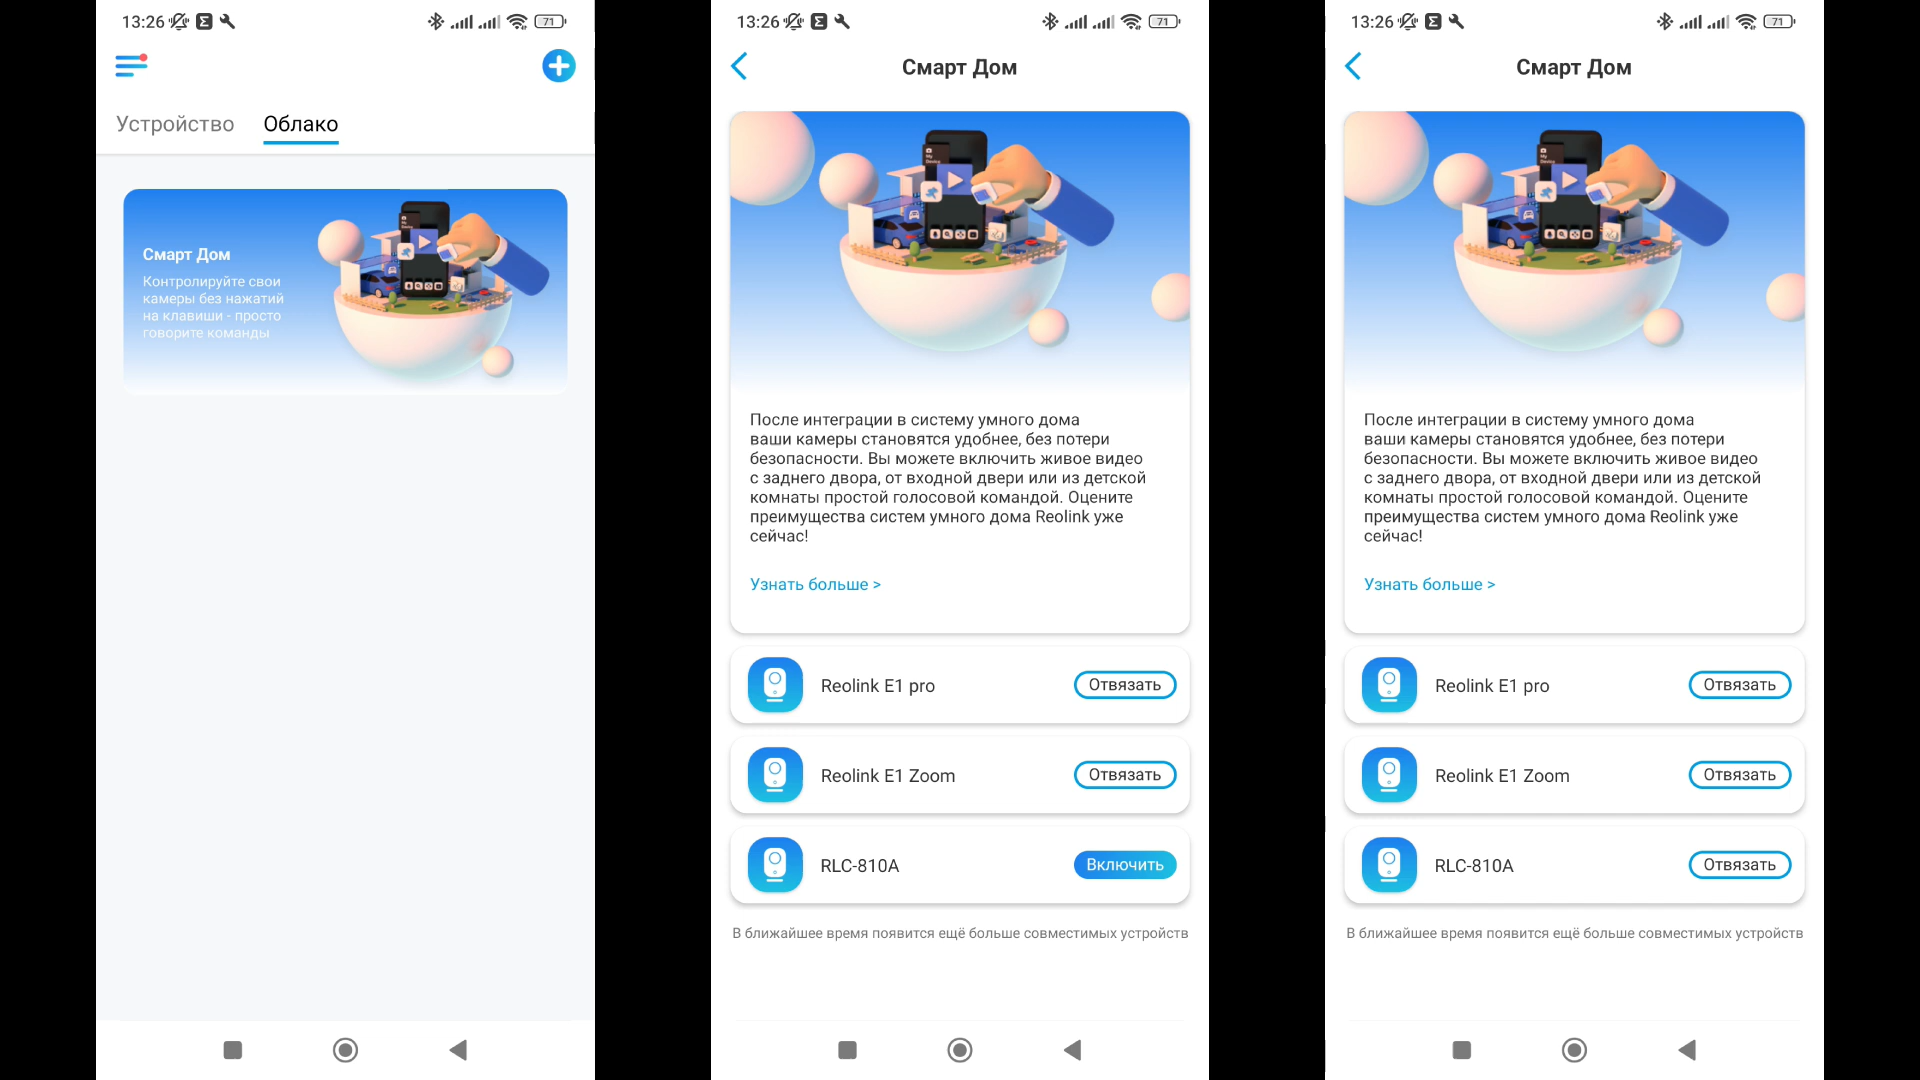 13:26
71
Устройство
Облако
Смарт Дом
Контролируйте свои
камеры без нажатий
на клавиши - просто
говорите команды
13:26
71
Смарт Дом
После интеграции в систему умного дома
ваши камеры становятся удобнее, без потери
безопасности. Вы можете включить живое видео
с заднего двора, от входной двери или из детской
комнаты простой голосовой командой. Оцените
преимущества систем умного дома Reolink уже
сейчас!
Узнать больше >
Reolink E1 pro
Отвязать
Reolink E1 Zoom
Отвязать
RLC-810A
Включить
В ближайшее время появится ещё больше совместимых устройств
13:26
71
Смарт Дом
После интеграции в систему умного дома
ваши камеры становятся удобнее, без потери
безопасности. Вы можете включить живое видео
с заднего двора, от входной двери или из детской
комнаты простой голосовой командой. Оцените
преимущества систем умного дома Reolink уже
сейчас!
Узнать больше >
Reolink E1 pro
Отвязать
Reolink E1 Zoom
Отвязать
RLC-810A
Отвязать
В ближайшее время появится ещё больше совместимых устройств